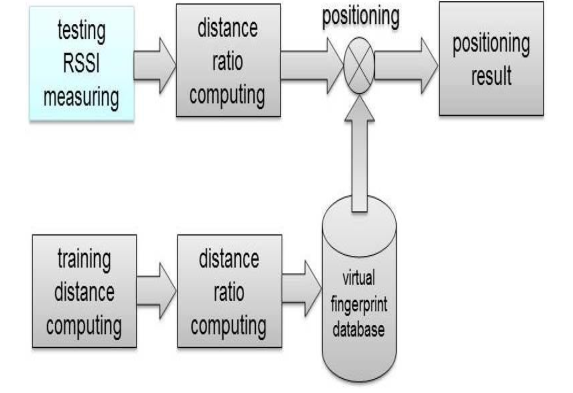 testing
RSSI
measuring
distance
ratio
computing
positioning
positioning
result
training
distance
computing
distance
ratio
computing
virtual
fingerprint
database